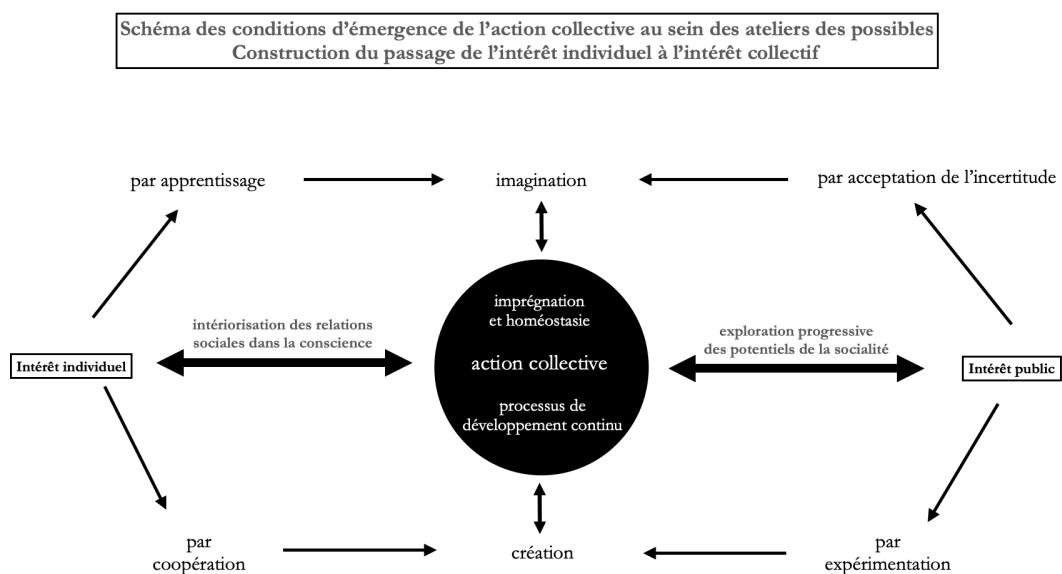 Schéma des conditions d’émergence de l’action collective au sein des ateliers des possibles
Construction du passage de l’intérêt individuel à l’intérêt collectif
par apprentissage
imagination
par acceptation de l’incertitude
imprégnation
et homéostasie
intériorisation des relations
sociales dans la conscience
exploration progressive
des potentiels de la socialité
Intérêt individuel
action collective
Intérêt public
processus de
développement continu
par
coopération
création
par
expérimentation